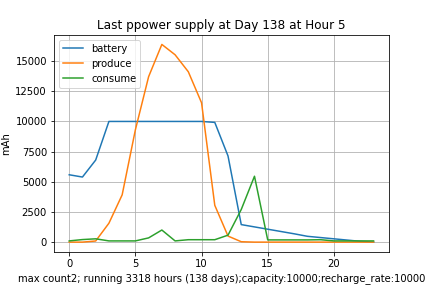 Last ppower supply at Day 138 at Hour 5
battery
produce
consume
mAh
15000
12500
10000
7500
5000
2500
0
0 5 10 15 20
max count2; running 3318 hours (138 days);capacity:10000;recharge_rate:10000